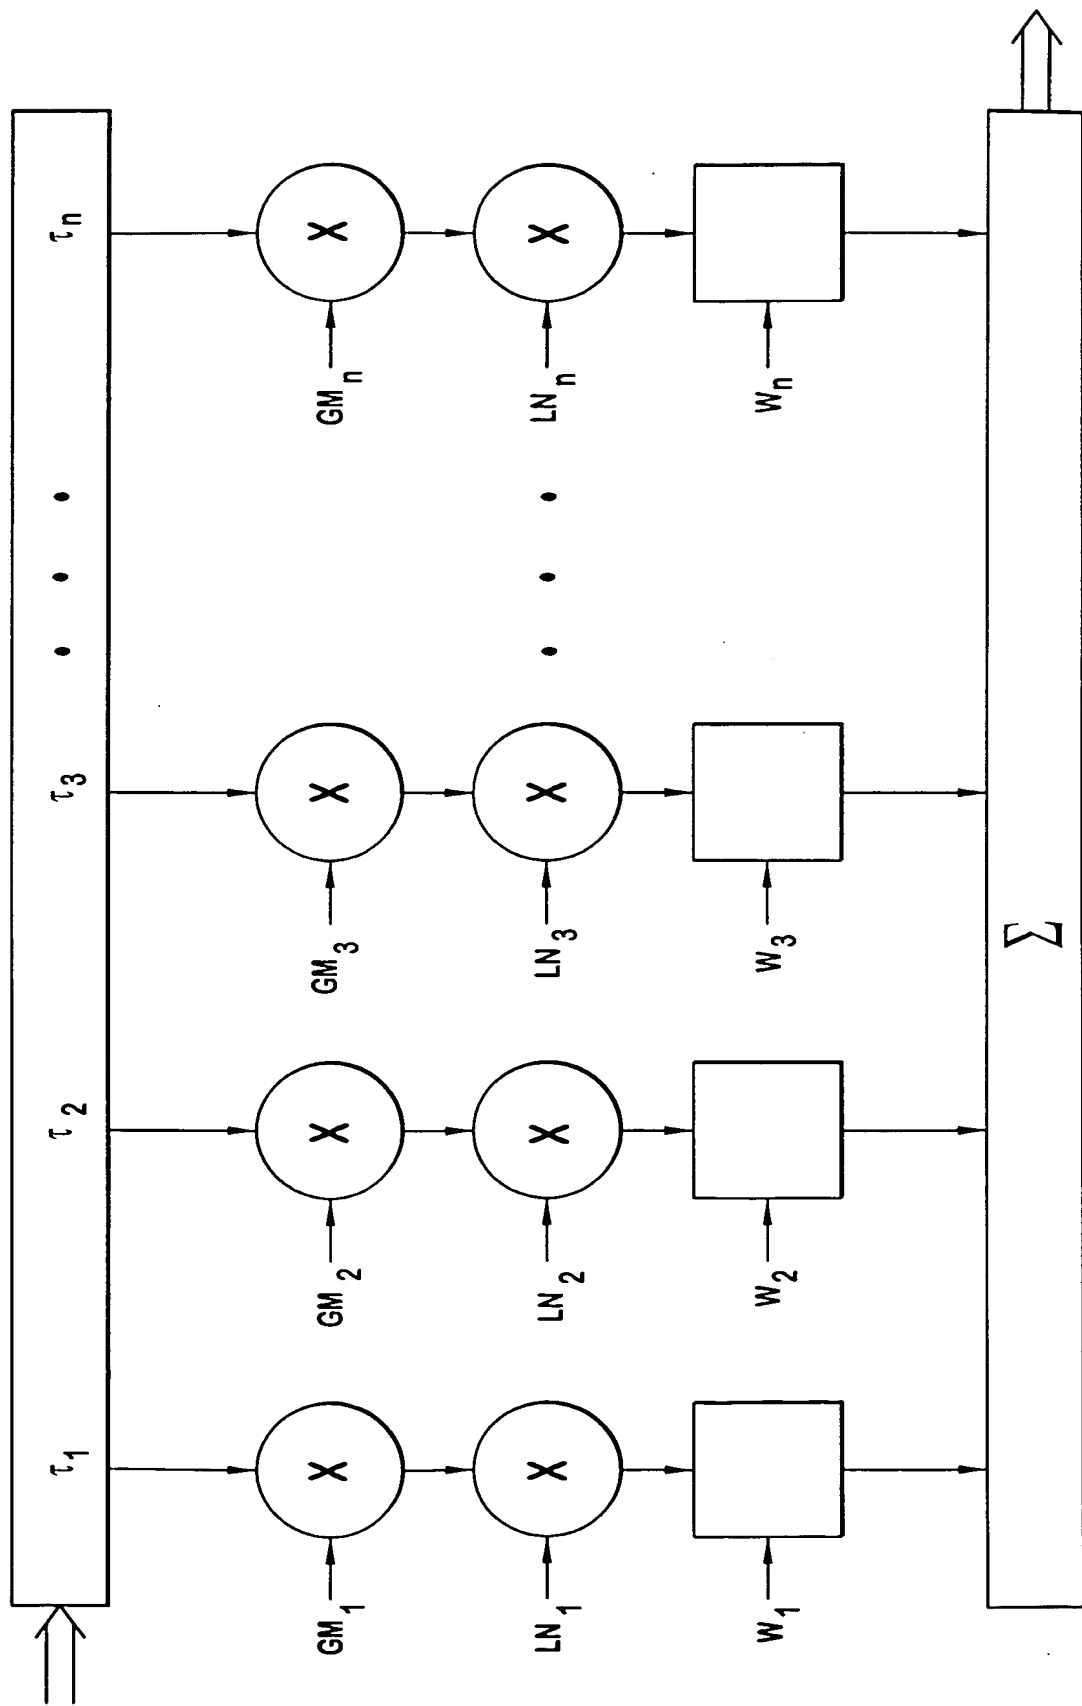 τ1 τ2 τ3 • • • τn
X X X X
GM1 GM2 GM3 GMn
X X X • • • X
LN1 LN2 LN3 LNn
W1 W2 W3 Wn
Σ